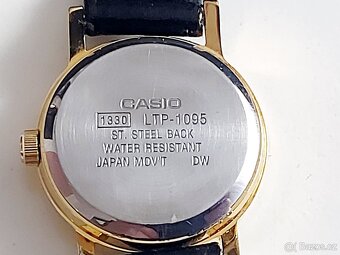 CASIO
1330 LTP-1095
ST. STEEL BACK
WATER RESISTANT
JAPAN MOV'T DW
Bazos.cz